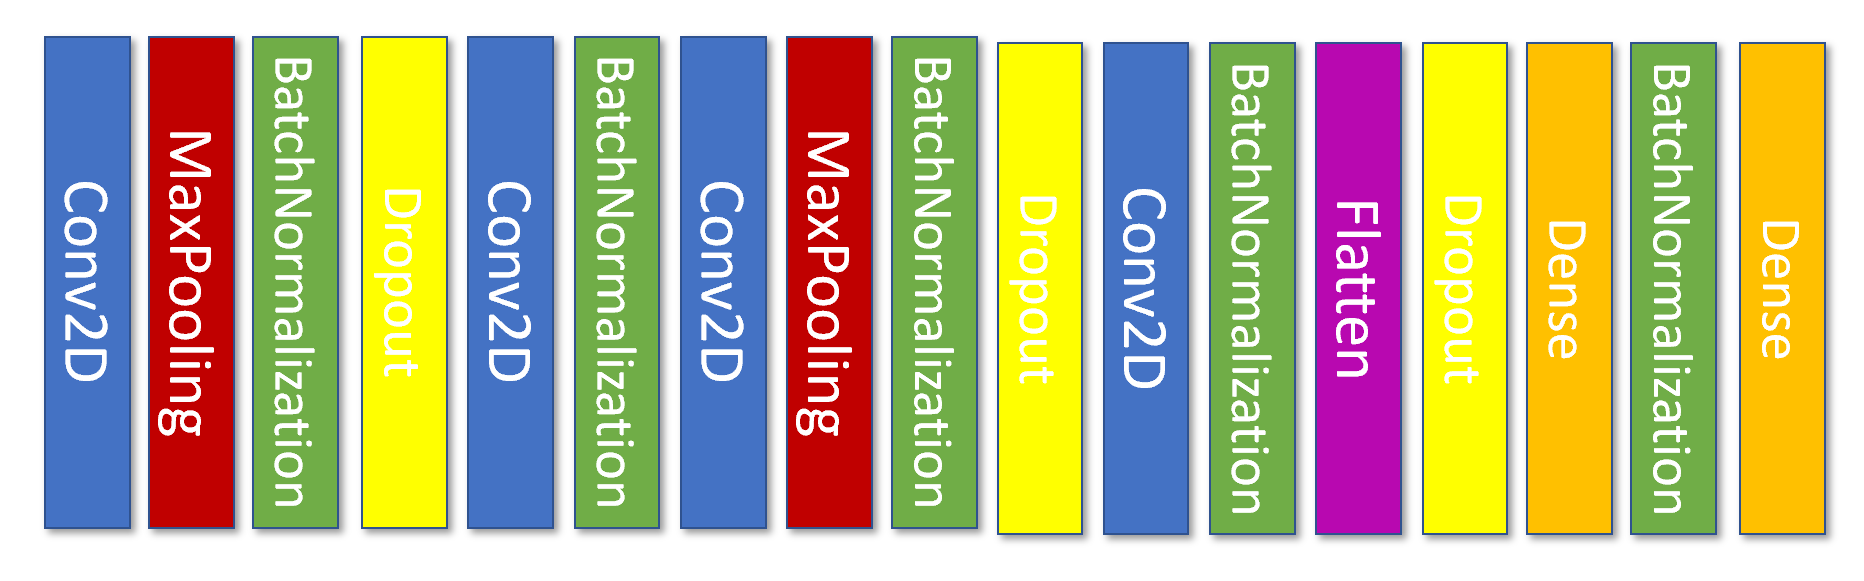 Conv2D
MaxPooling
BatchNormalization
Dropout
Conv2D
BatchNormalization
Conv2D
MaxPooling
BatchNormalization
Dropout
Conv2D
BatchNormalization
Flatten
Dropout
Dense
BatchNormalization
Dense